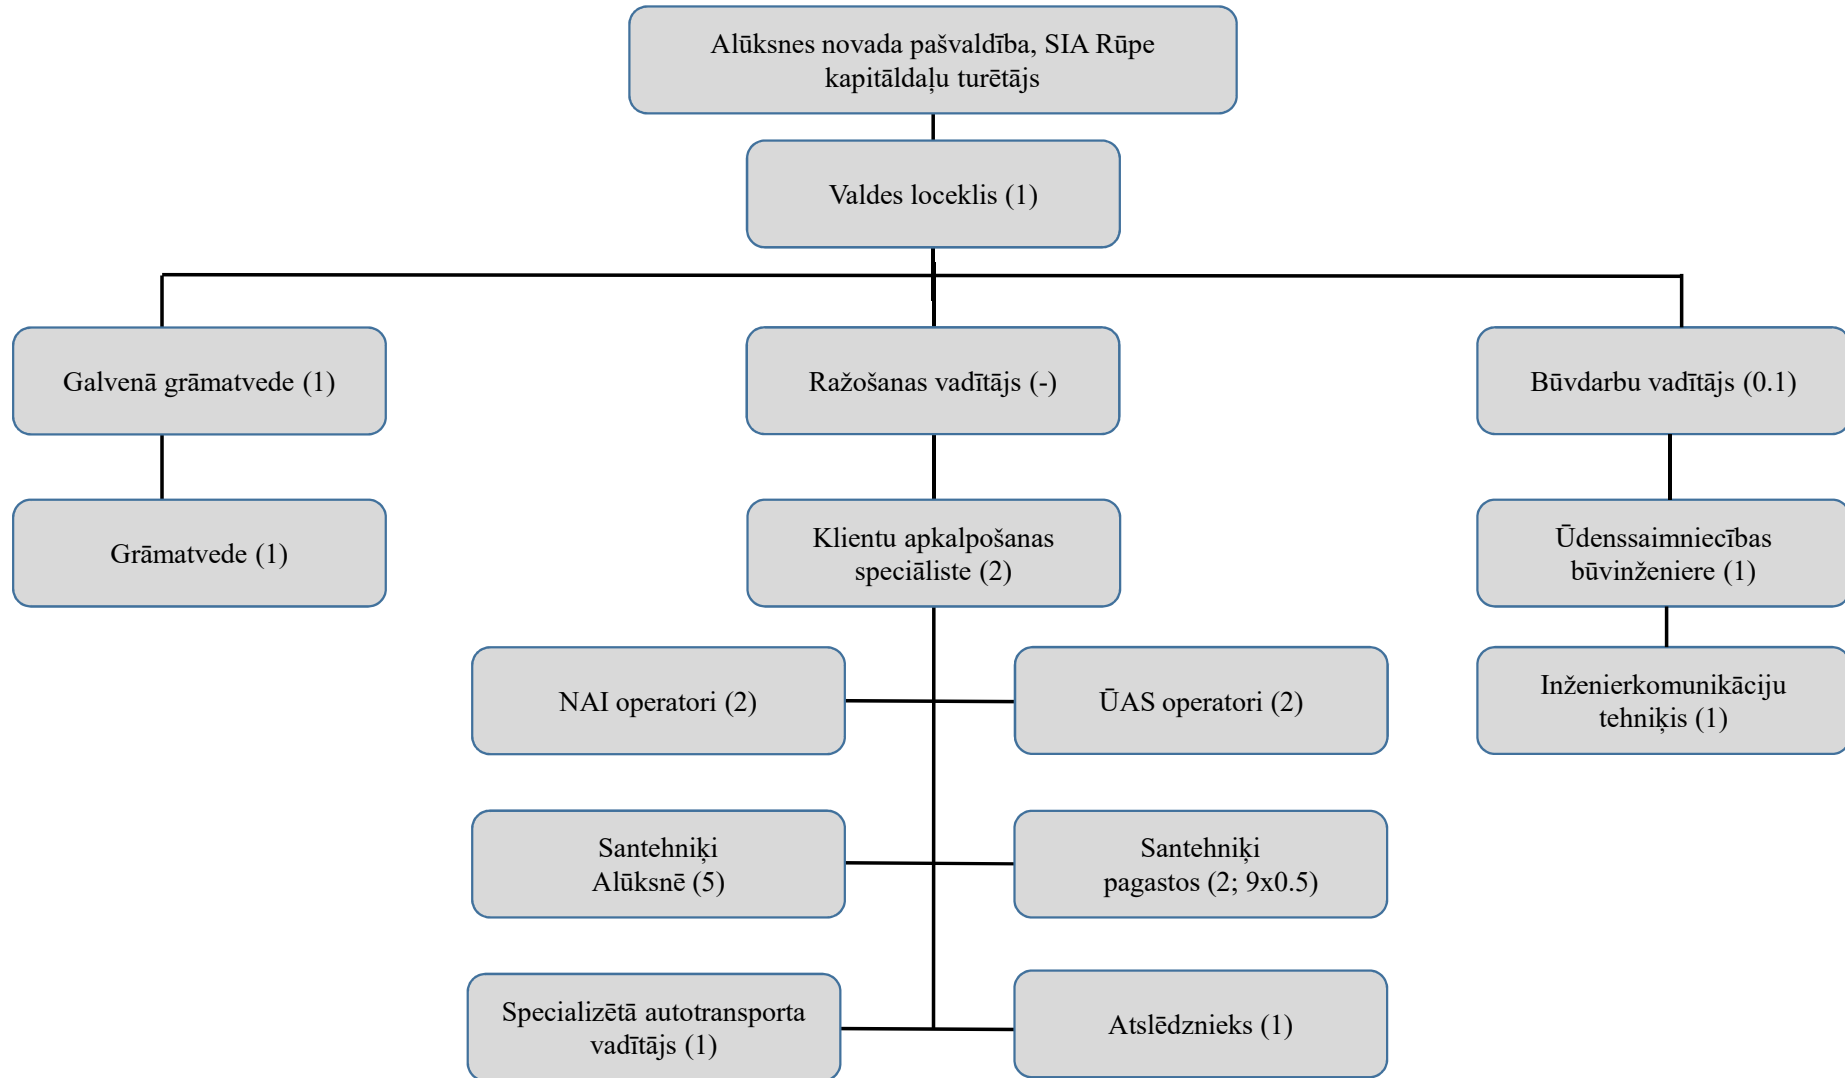 Alūksnes novada pašvaldība, SIA Rūpe
kapitāldaļu turētājs
Valdes loceklis (1)
Galvenā grāmatvede (1)
Ražošanas vadītājs (-)
Būvdarbu vadītājs (0.1)
Grāmatvede (1)
Klientu apkalpošanas
speciāliste (2)
Ūdenssaimniecības
būvinženiere (1)
NAI operatori (2)
ŪAS operatori (2)
Inženierkomunikāciju
tehniķis (1)
Santehniķi
Alūksnē (5)
Santehniķi
pagastos (2; 9x0.5)
Specializētā autotransporta
vadītājs (1)
Atslēdznieks (1)